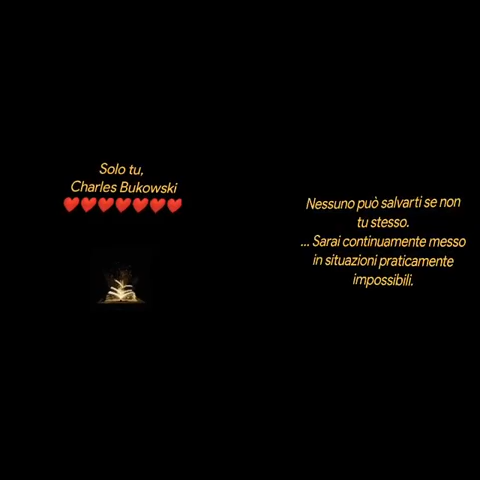 Solo tu,
Charles Bukowski
❤️❤️❤️❤️❤️❤️❤️
Nessuno può salvarti se non
tu stesso.
... Sarai continuamente messo
in situazioni praticamente
impossibili.